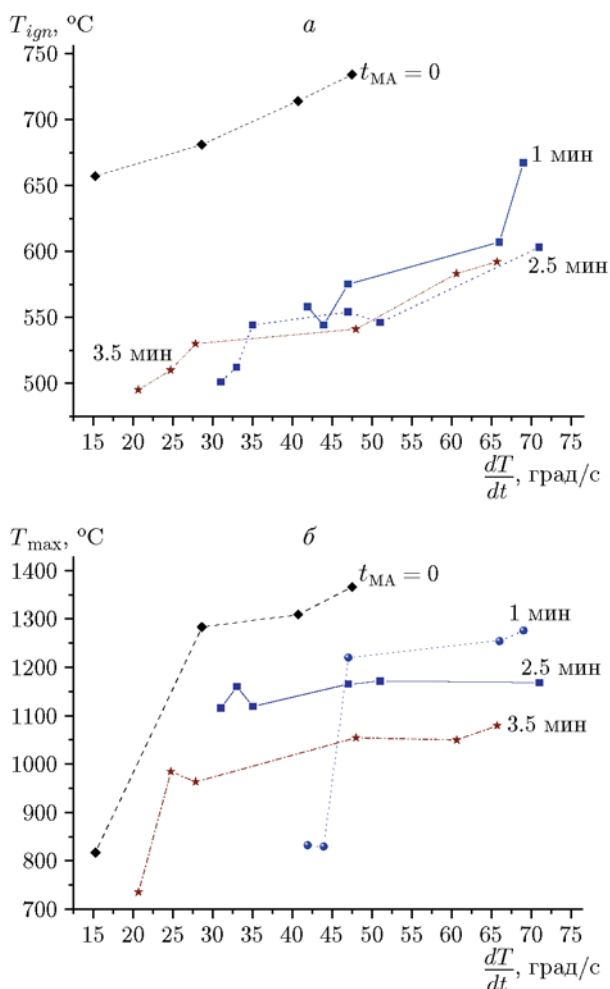 T_ign, °C а
750
700
650
600
550
500
t_MA = 0
1 мин
2.5 мин
3.5 мин
15 20 25 30 35 40 45 50 55 60 65 70 75
dT/dt, град/с
T_max, °C б
1400
1300
1200
1100
1000
900
800
700
t_MA = 0
1 мин
2.5 мин
3.5 мин
15 20 25 30 35 40 45 50 55 60 65 70 75
dT/dt, град/с